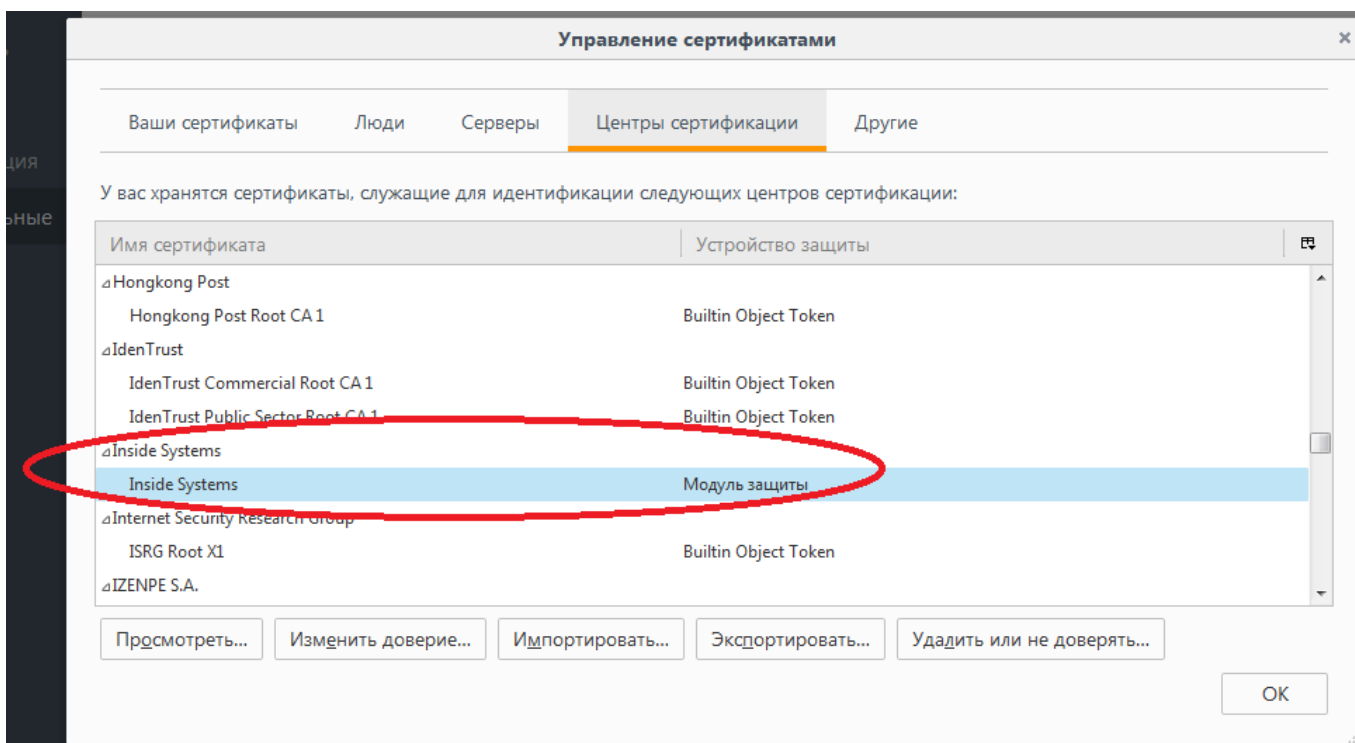 Управление сертификатами
Ваши сертификаты Люди Серверы Центры сертификации Другие
ция
У вас хранятся сертификаты, служащие для идентификации следующих центров сертификации:
ьные
Имя сертификата Устройство защиты
Hongkong Post
Hongkong Post Root CA 1 Builtin Object Token
IdenTrust
IdenTrust Commercial Root CA 1 Builtin Object Token
IdenTrust Public Sector Root CA 1 Builtin Object Token
Inside Systems
Inside Systems Модуль защиты
Internet Security Research Group
ISRG Root X1 Builtin Object Token
IZENPE S.A.
Просмотреть... Изменить доверие... Импортировать... Экспортировать... Удалить или не доверять...
OK